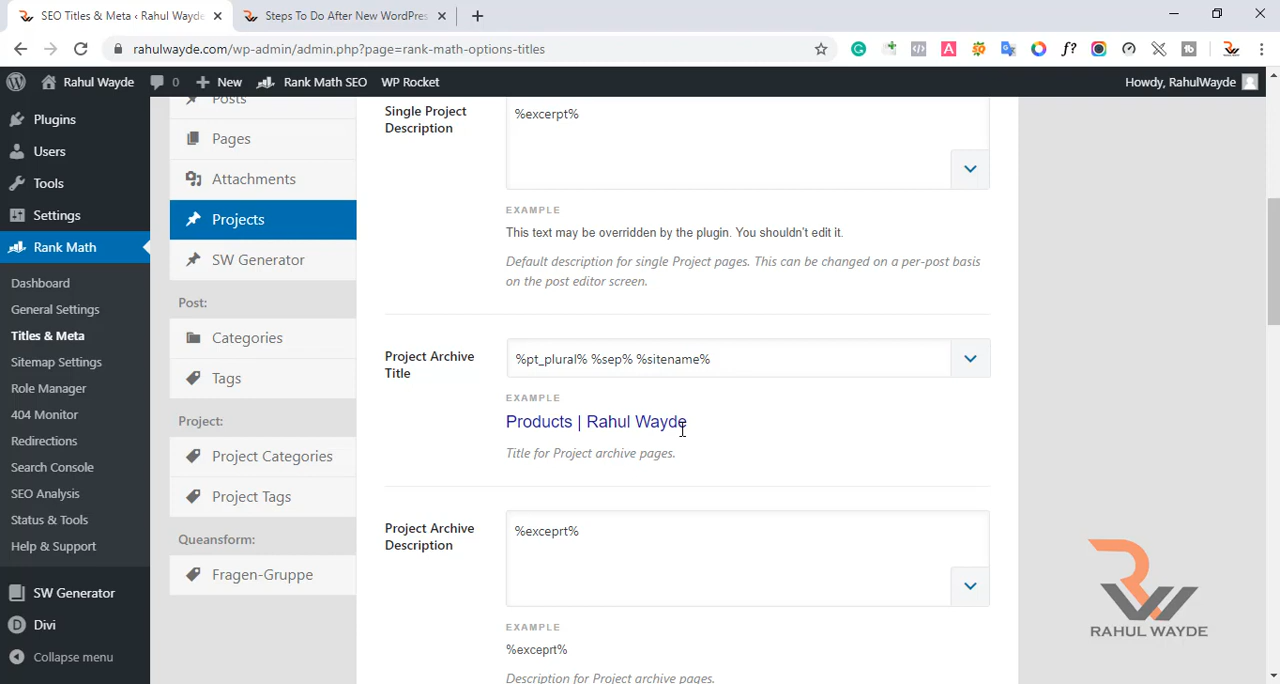 SEO Titles & Meta ‹ Rahul Wayde
Steps To Do After New WordPres
rahulwayde.com/wp-admin/admin.php?page=rank-math-options-titles
Rahul Wayde
0
New
Rank Math SEO
WP Rocket
Howdy, RahulWayde
Plugins
Users
Tools
Settings
Rank Math
Dashboard
General Settings
Titles & Meta
Sitemap Settings
Role Manager
404 Monitor
Redirections
Search Console
SEO Analysis
Status & Tools
Help & Support
SW Generator
Divi
Collapse menu
Posts
Pages
Attachments
Projects
SW Generator
Post:
Categories
Tags
Project:
Project Categories
Project Tags
Queansform:
Fragen-Gruppe
Single Project
Description
%excerpt%
EXAMPLE
This text may be overridden by the plugin. You shouldn't edit it.
Default description for single Project pages. This can be changed on a per-post basis
on the post editor screen.
Project Archive
Title
%pt_plural% %sep% %sitename%
EXAMPLE
Products | Rahul Wayde
Title for Project archive pages.
Project Archive
Description
%exceprt%
EXAMPLE
%exceprt%
Description for Project archive pages.
RAHUL WAYDE